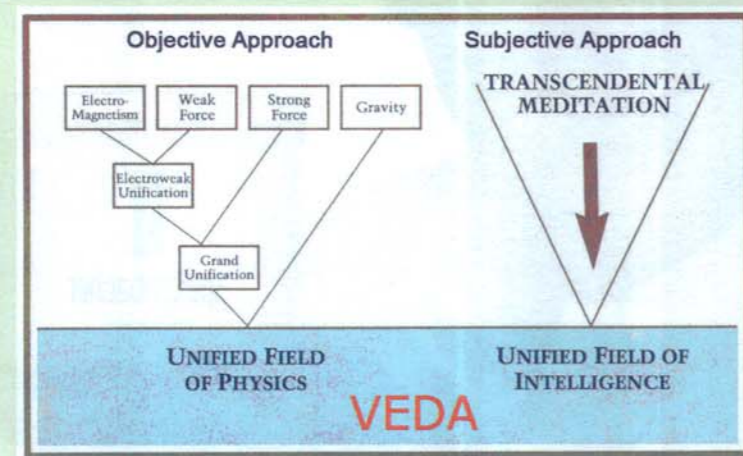 Objective Approach
Subjective Approach
Electro-
Magnetism
Weak
Force
Strong
Force
Gravity
TRANSCENDENTAL
MEDITATION
Electroweak
Unification
Grand
Unification
UNIFIED FIELD
OF PHYSICS
UNIFIED FIELD OF
INTELLIGENCE
VEDA